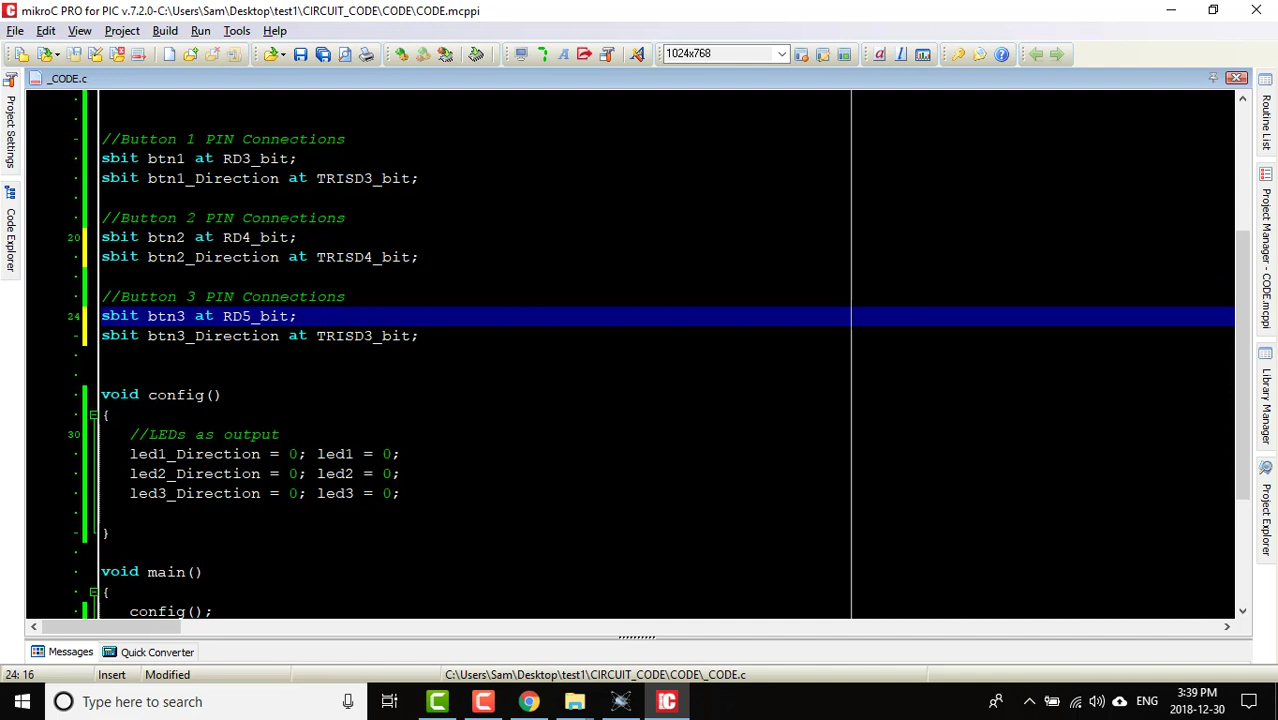 mikroC PRO for PIC v.7.2.0-C:\Users\Sam\Desktop\test1\CIRCUIT_CODE\CODE\CODE.mcppi
File Edit View Project Build Run Tools Help
1024x768
_CODE.c
Project Settings
Code Explorer
//Button 1 PIN Connections
sbit btn1 at RD3_bit;
sbit btn1_Direction at TRISD3_bit;
//Button 2 PIN Connections
20 sbit btn2 at RD4_bit;
sbit btn2_Direction at TRISD4_bit;
//Button 3 PIN Connections
24 sbit btn3 at RD5_bit;
sbit btn3_Direction at TRISD3_bit;
void config()
{
30 //LEDs as output
led1_Direction = 0; led1 = 0;
led2_Direction = 0; led2 = 0;
led3_Direction = 0; led3 = 0;
}
void main()
{
config();
Routine List
Project Manager - CODE.mcppi
Library Manager
Project Explorer
Messages Quick Converter
24: 16 Insert Modified C:\Users\Sam\Desktop\test1\CIRCUIT_CODE\CODE\_CODE.c
Type here to search
ENG
3:39 PM
2018-12-30